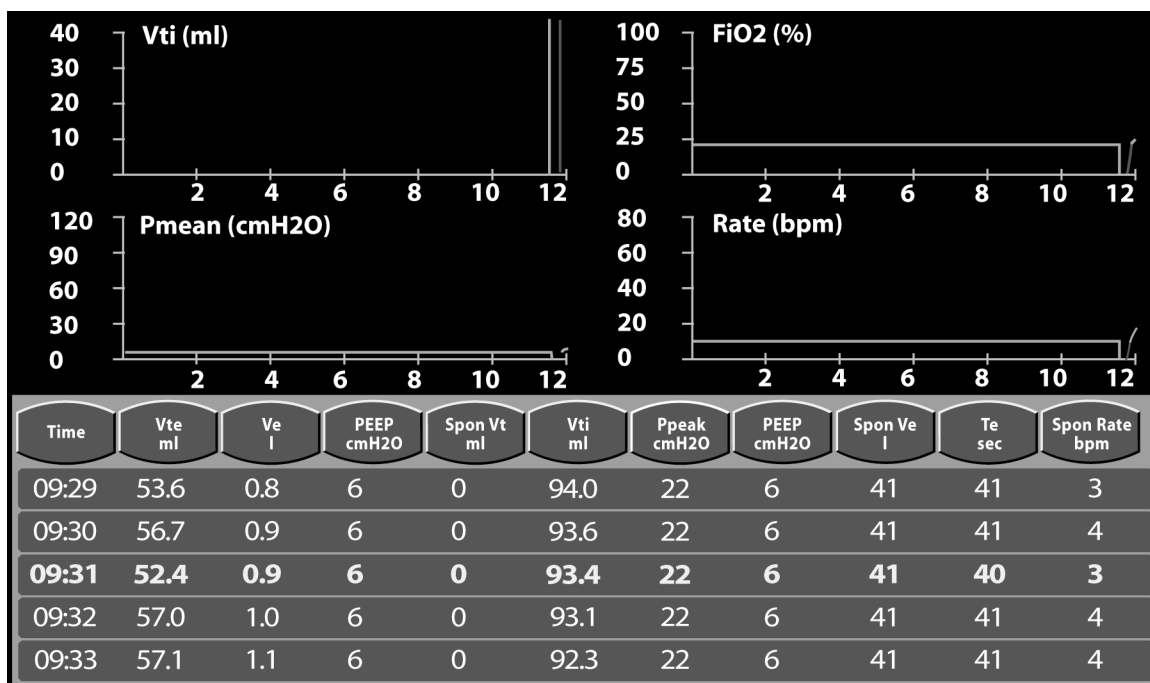 Vti (ml)
40
30
20
10
0
2 4 6 8 10 12
FiO2 (%)
100
75
50
25
0
2 4 6 8 10 12
Pmean (cmH2O)
120
90
60
30
0
2 4 6 8 10 12
Rate (bpm)
80
60
40
20
0
2 4 6 8 10 12
Time Vte ml Ve l PEEP cmH2O Spon Vt ml Vti ml Ppeak cmH2O PEEP cmH2O Spon Ve l Te sec Spon Rate bpm
09:29 53.6 0.8 6 0 94.0 22 6 41 41 3
09:30 56.7 0.9 6 0 93.6 22 6 41 41 4
09:31 52.4 0.9 6 0 93.4 22 6 41 40 3
09:32 57.0 1.0 6 0 93.1 22 6 41 41 4
09:33 57.1 1.1 6 0 92.3 22 6 41 41 4